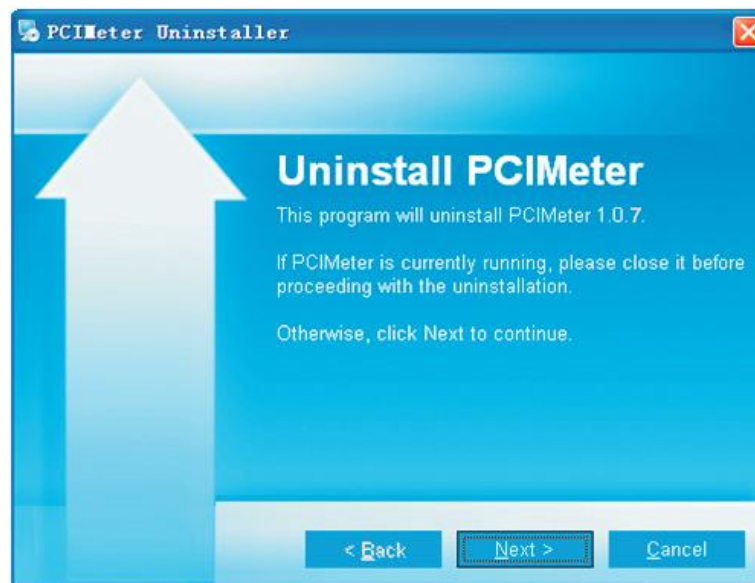 PCIMeter Uninstaller
Uninstall PCIMeter
This program will uninstall PCIMeter 1.0.7.
If PCIMeter is currently running, please close it before
proceeding with the uninstallation.
Otherwise, click Next to continue.
< Back
Next >
Cancel